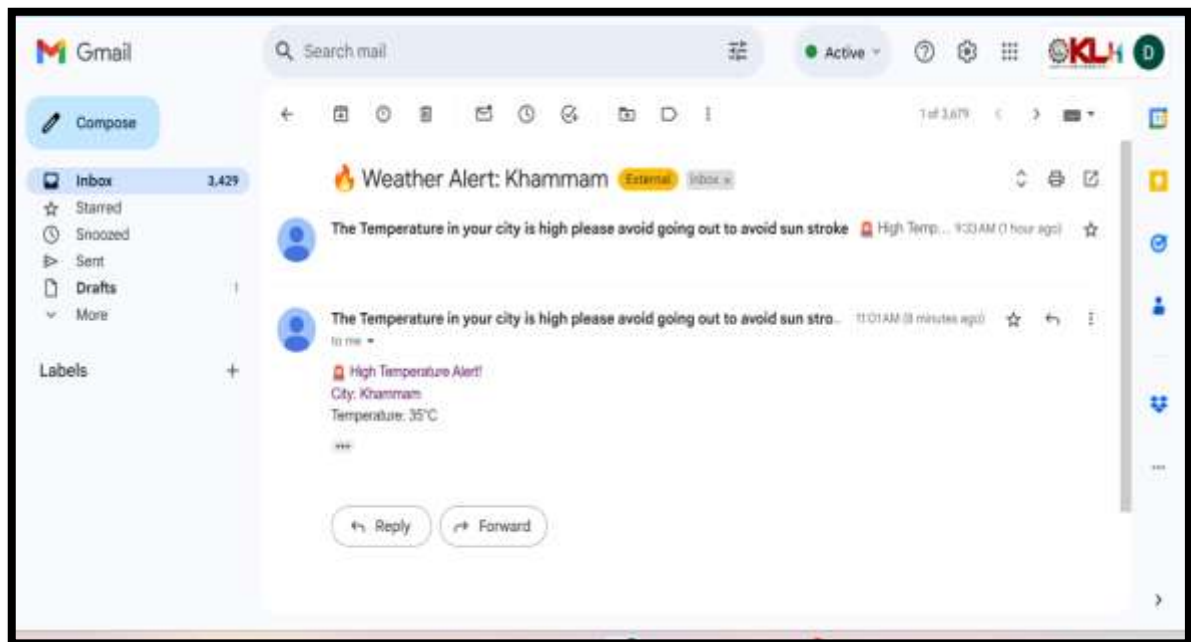 Gmail
Search mail
Active
KLH
D
Compose
1 of 3,679
Inbox 3,429
Starred
Snoozed
Sent
Drafts 1
More
Labels
🔥 Weather Alert: Khammam External Inbox x
The Temperature in your city is high please avoid going out to avoid sun stroke 🚨 High Temp... 9:33 AM (1 hour ago)
The Temperature in your city is high please avoid going out to avoid sun stro... 11:01 AM (8 minutes ago)
to me
🚨 High Temperature Alert!
City: Khammam
Temperature: 35°C
Reply Forward